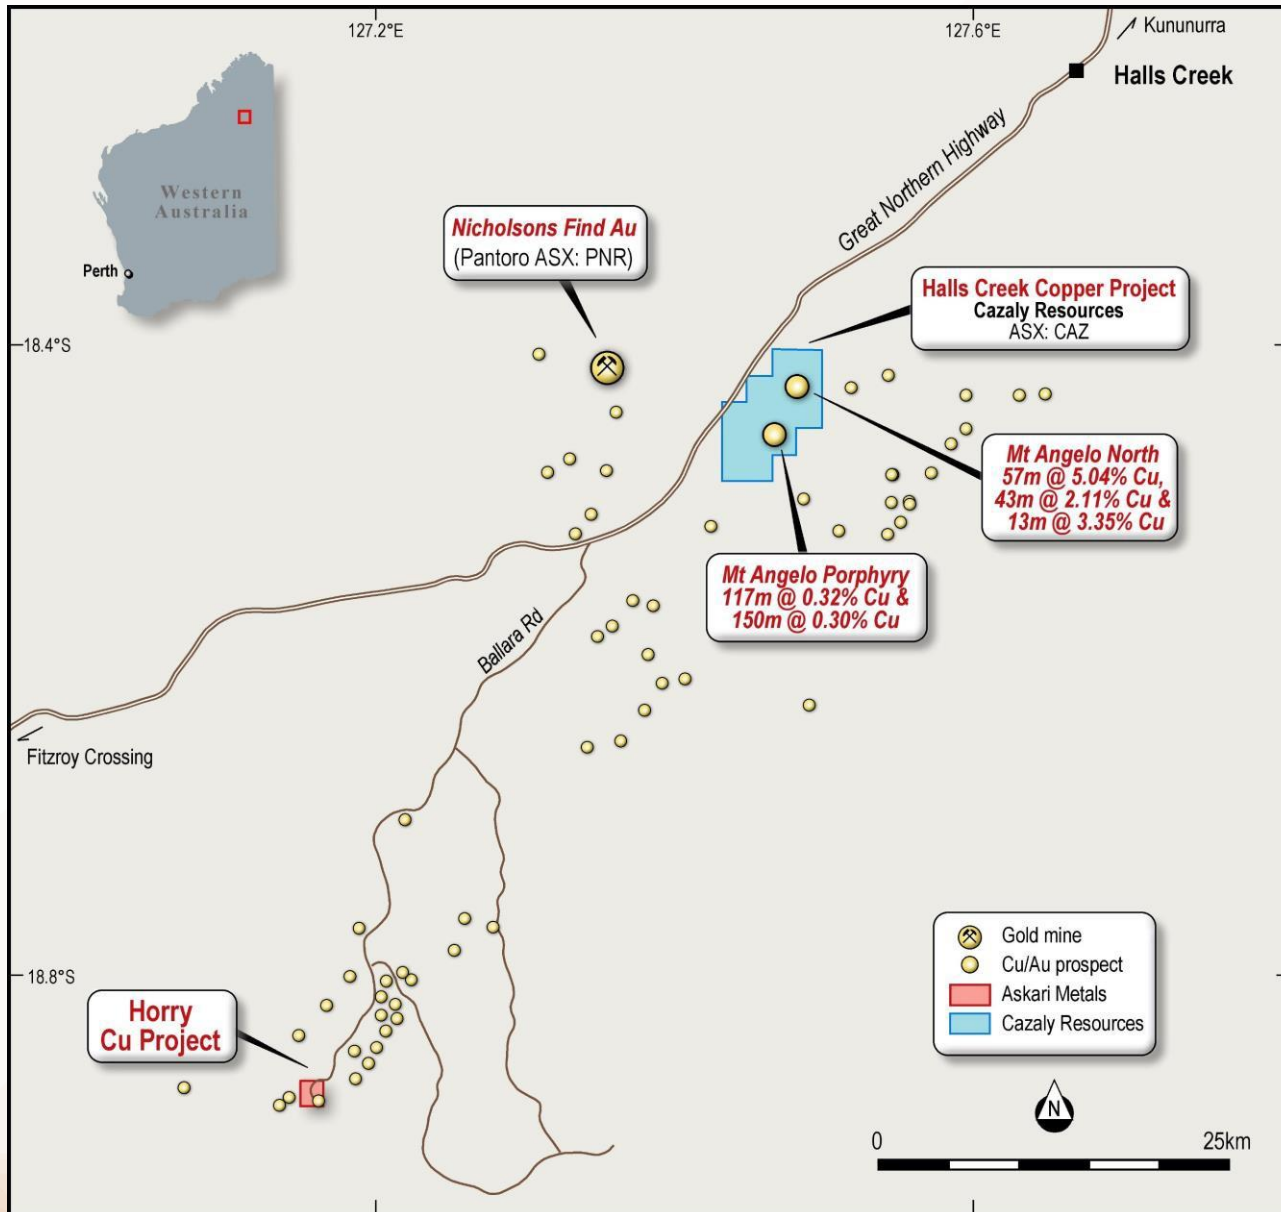 127.2°E
127.6°E
Kununurra
Halls Creek
Western
Australia
Perth
Great Northern Highway
Nicholsons Find Au
(Pantoro ASX: PNR)
Halls Creek Copper Project
Cazaly Resources
ASX: CAZ
18.4°S
Mt Angelo North
57m @ 5.04% Cu,
43m @ 2.11% Cu &
13m @ 3.35% Cu
Mt Angelo Porphyry
117m @ 0.32% Cu &
150m @ 0.30% Cu
Ballara Rd
Fitzroy Crossing
18.8°S
Horry
Cu Project
Gold mine
Cu/Au prospect
Askari Metals
Cazaly Resources
N
0 25km